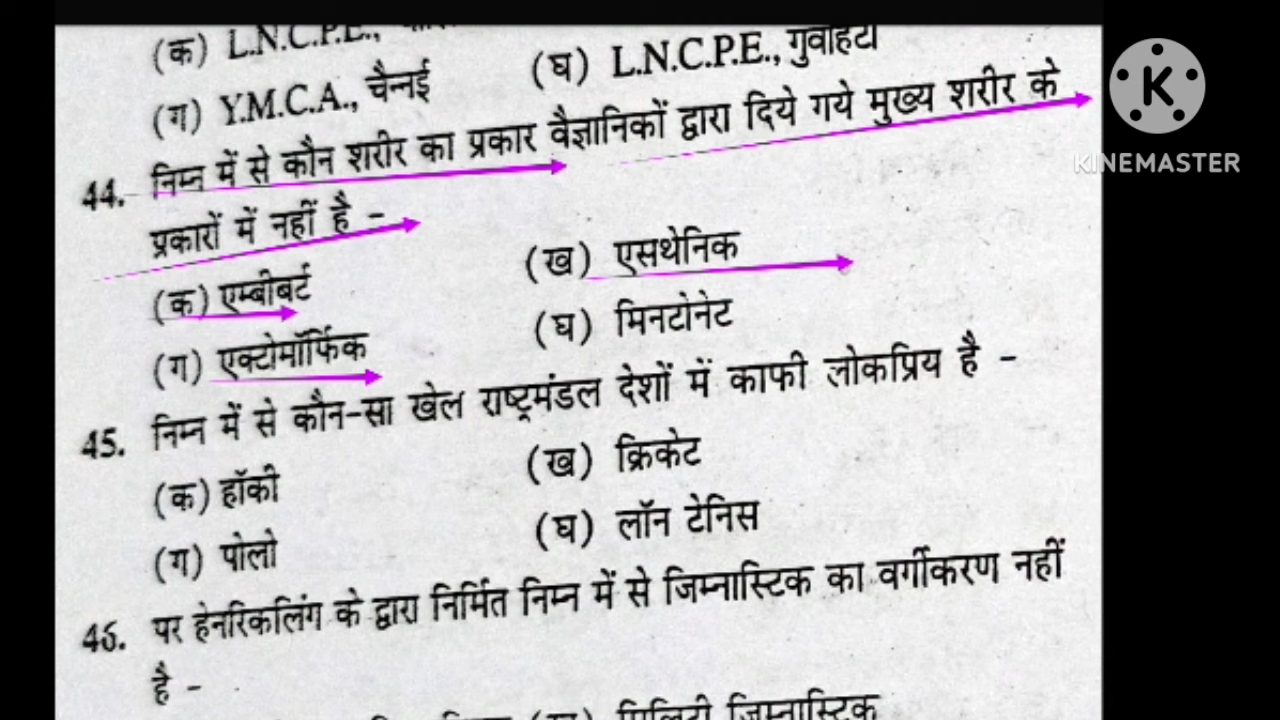 (क) L.N.C.P.E.,
(घ) L.N.C.P.E., गुवाहटी
(ग) Y.M.C.A., चैन्नई
44. निम्न में से कौन शरीर का प्रकार वैज्ञानिकों द्वारा दिये गये मुख्य शरीर के
प्रकारों में नहीं है -
(क) एम्बीबर्ट
(ख) एसथेनिक
(ग) एक्टोमॉर्फिक
(घ) मिनटोनेट
45. निम्न में से कौन-सा खेल राष्ट्रमंडल देशों में काफी लोकप्रिय है -
(क) हॉकी
(ख) क्रिकेट
(ग) पोलो
(घ) लॉन टेनिस
46. पर हेनरिकलिंग के द्वारा निर्मित निम्न में से जिम्नास्टिक का वर्गीकरण नहीं
है -
जिम्नास्टिक
K
KINEMASTER